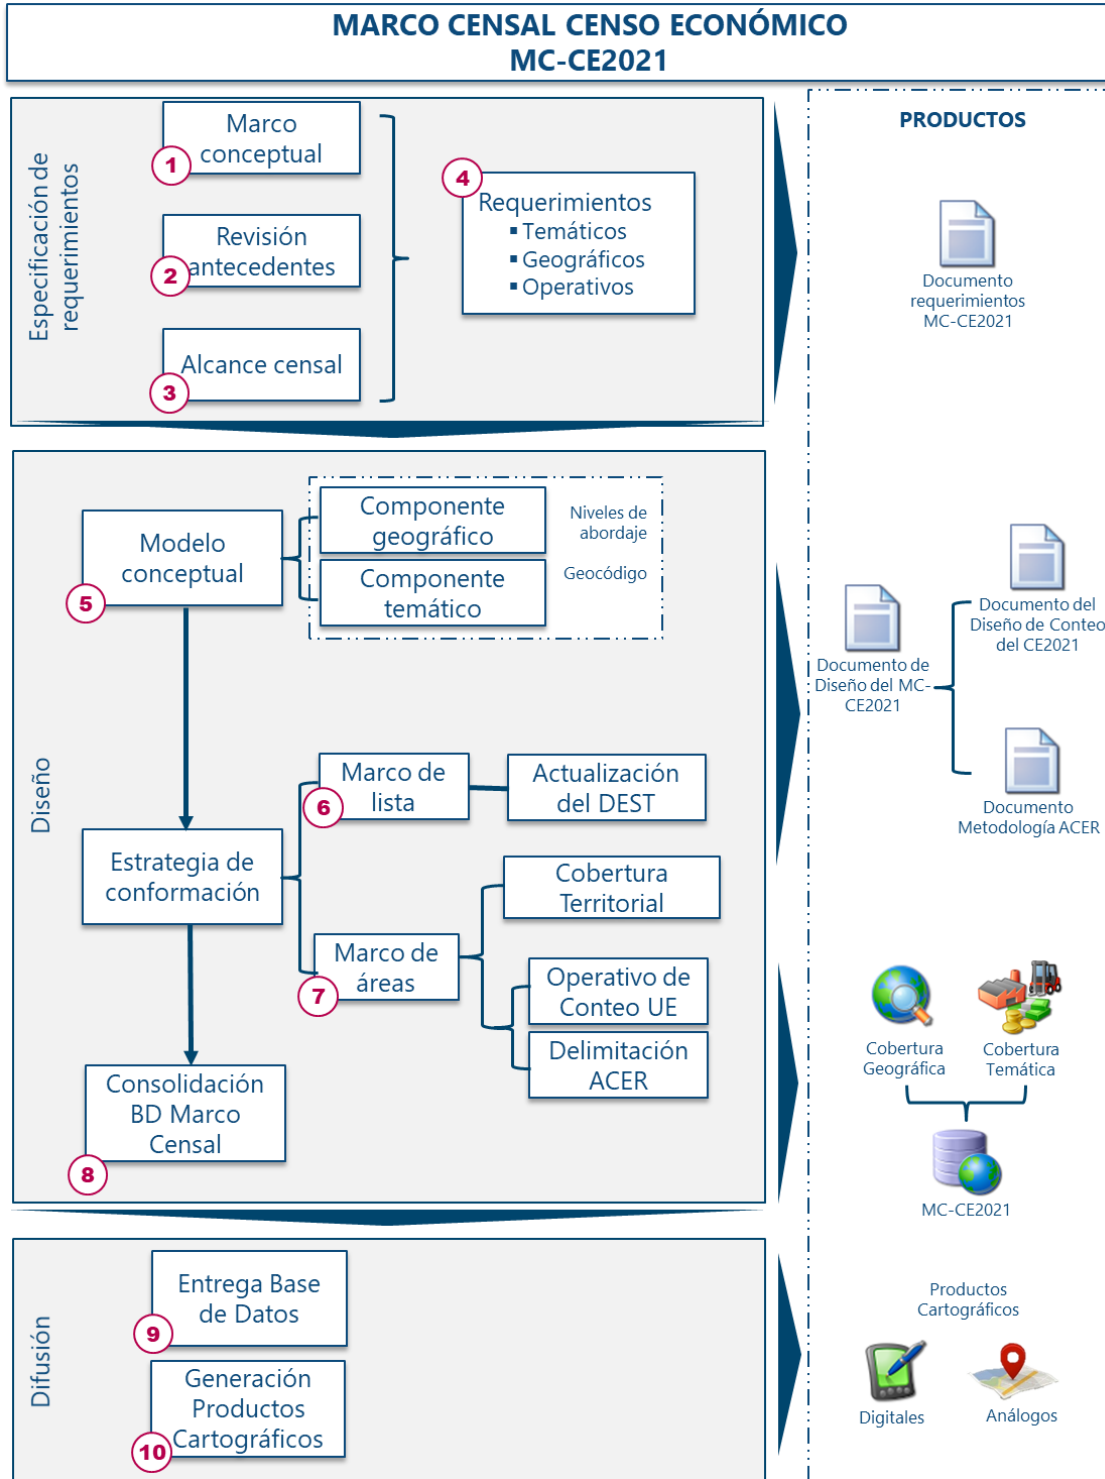 MARCO CENSAL CENSO ECONÓMICO
MC-CE2021
Especificación de
requerimientos
Marco
conceptual
1
Revisión
antecedentes
2
Alcance censal
3
4
Requerimientos
▪ Temáticos
▪ Geográficos
▪ Operativos
PRODUCTOS
Documento
requerimientos
MC-CE2021
Diseño
Modelo
conceptual
5
Componente
geográfico
Componente
temático
Niveles de
abordaje
Geocódigo
Estrategia de
conformación
Marco de
lista
6
Actualización
del DEST
Marco de
áreas
7
Cobertura
Territorial
Operativo de
Conteo UE
Delimitación
ACER
Consolidación
BD Marco
Censal
8
Documento de
Diseño del MC-
CE2021
Documento del
Diseño de Conteo
del CE2021
Documento
Metodología ACER
Cobertura
Geográfica
Cobertura
Temática
MC-CE2021
Difusión
Entrega Base
de Datos
9
Generación
Productos
Cartográficos
10
Productos
Cartográficos
Digitales
Análogos